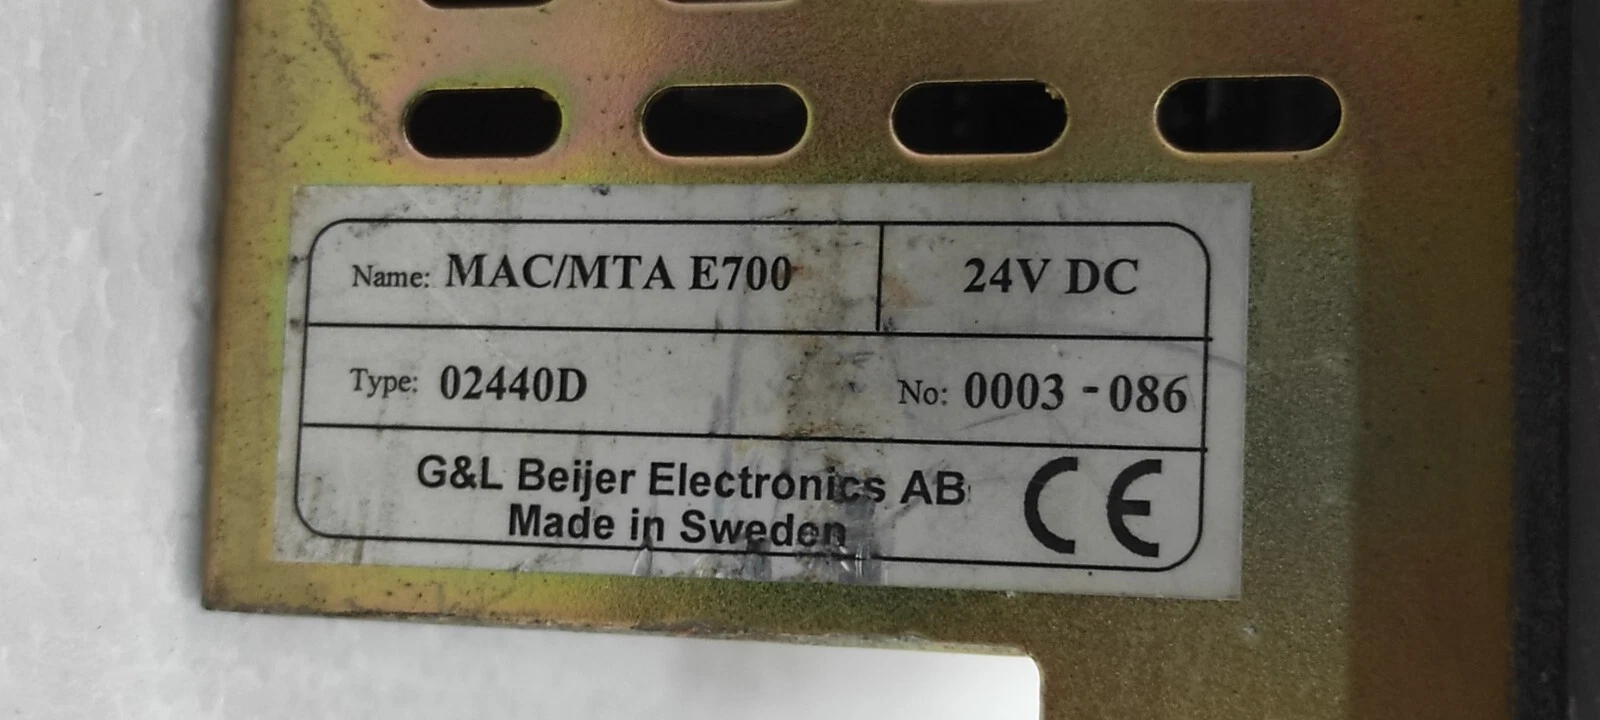 Name: MAC/MTA E700 24V DC
Type: 02440D No: 0003 - 086
G&L Beijer Electronics AB
Made in Sweden CE